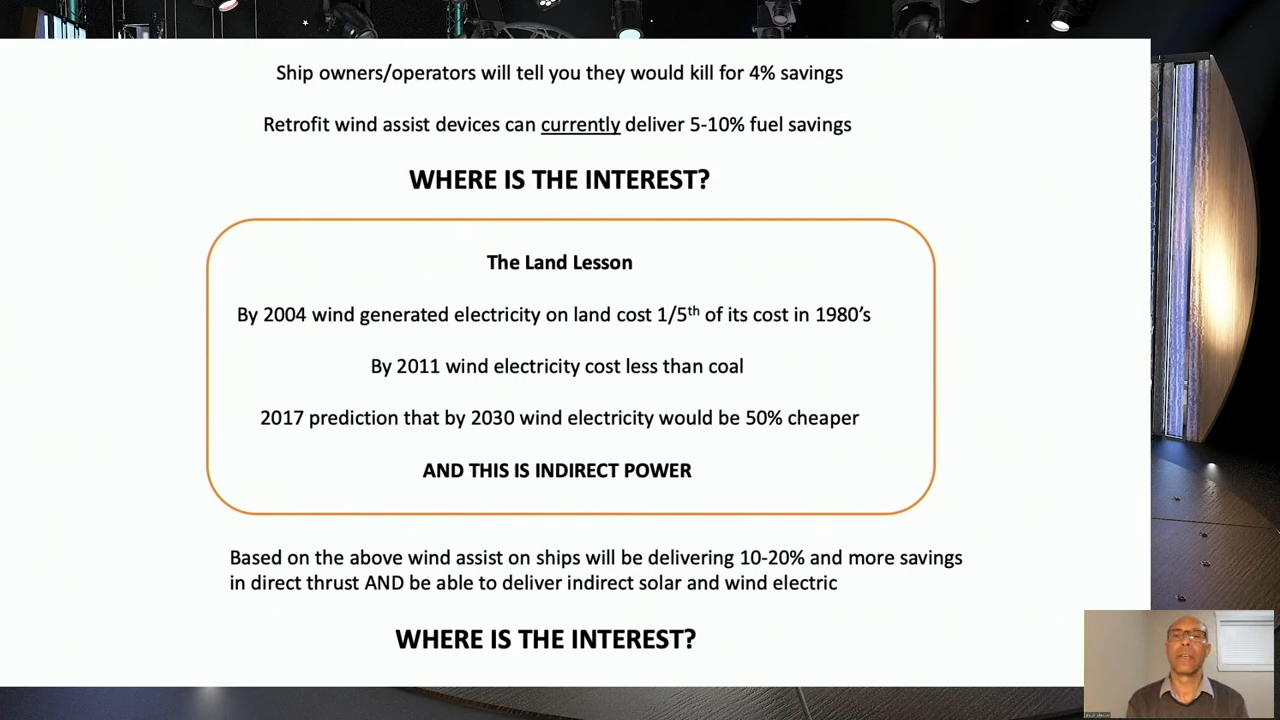 Ship owners/operators will tell you they would kill for 4% savings
Retrofit wind assist devices can currently deliver 5-10% fuel savings
WHERE IS THE INTEREST?
The Land Lesson
By 2004 wind generated electricity on land cost 1/5th of its cost in 1980’s
By 2011 wind electricity cost less than coal
2017 prediction that by 2030 wind electricity would be 50% cheaper
AND THIS IS INDIRECT POWER
Based on the above wind assist on ships will be delivering 10-20% and more savings
in direct thrust AND be able to deliver indirect solar and wind electric
WHERE IS THE INTEREST?